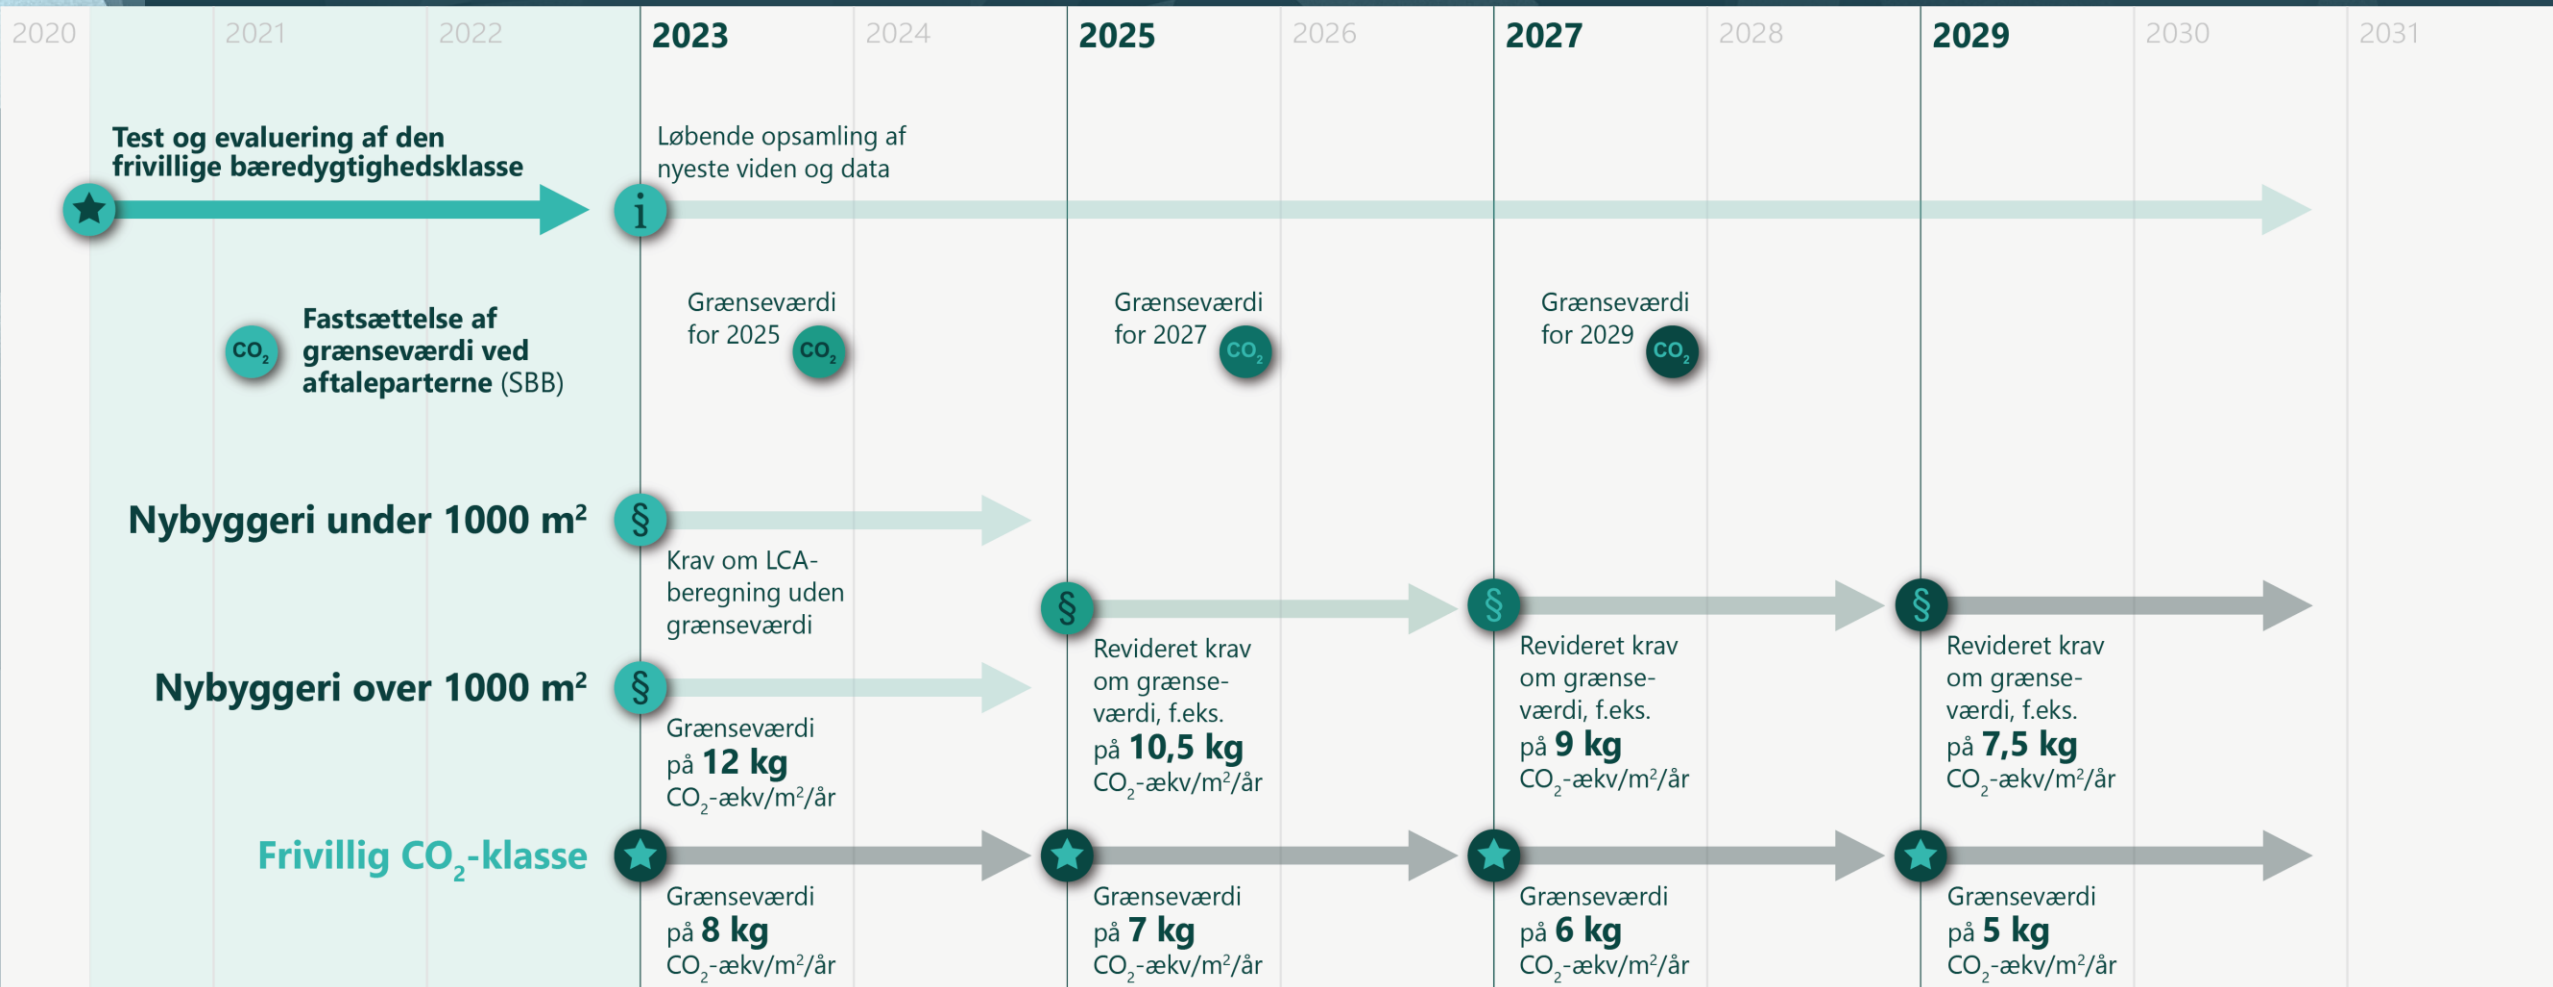 2020 2021 2022 2023 2024 2025 2026 2027 2028 2029 2030 2031
Test og evaluering af den
frivillige bæredygtighedsklasse
Løbende opsamling af
nyeste viden og data
i
CO₂
Fastsættelse af
grænseværdi ved
aftaleparterne (SBB)
Grænseværdi
for 2025
CO₂
Grænseværdi
for 2027
CO₂
Grænseværdi
for 2029
CO₂
Nybyggeri under 1000 m²
§
Krav om LCA-
beregning uden
grænseværdi
Nybyggeri over 1000 m²
§
Grænseværdi
på 12 kg
CO₂-ækv/m²/år
§
Revideret krav
om grænse-
værdi, f.eks.
på 10,5 kg
CO₂-ækv/m²/år
§
Revideret krav
om grænse-
værdi, f.eks.
på 9 kg
CO₂-ækv/m²/år
§
Revideret krav
om grænse-
værdi, f.eks.
på 7,5 kg
CO₂-ækv/m²/år
Frivillig CO₂-klasse
Grænseværdi
på 8 kg
CO₂-ækv/m²/år
Grænseværdi
på 7 kg
CO₂-ækv/m²/år
Grænseværdi
på 6 kg
CO₂-ækv/m²/år
Grænseværdi
på 5 kg
CO₂-ækv/m²/år